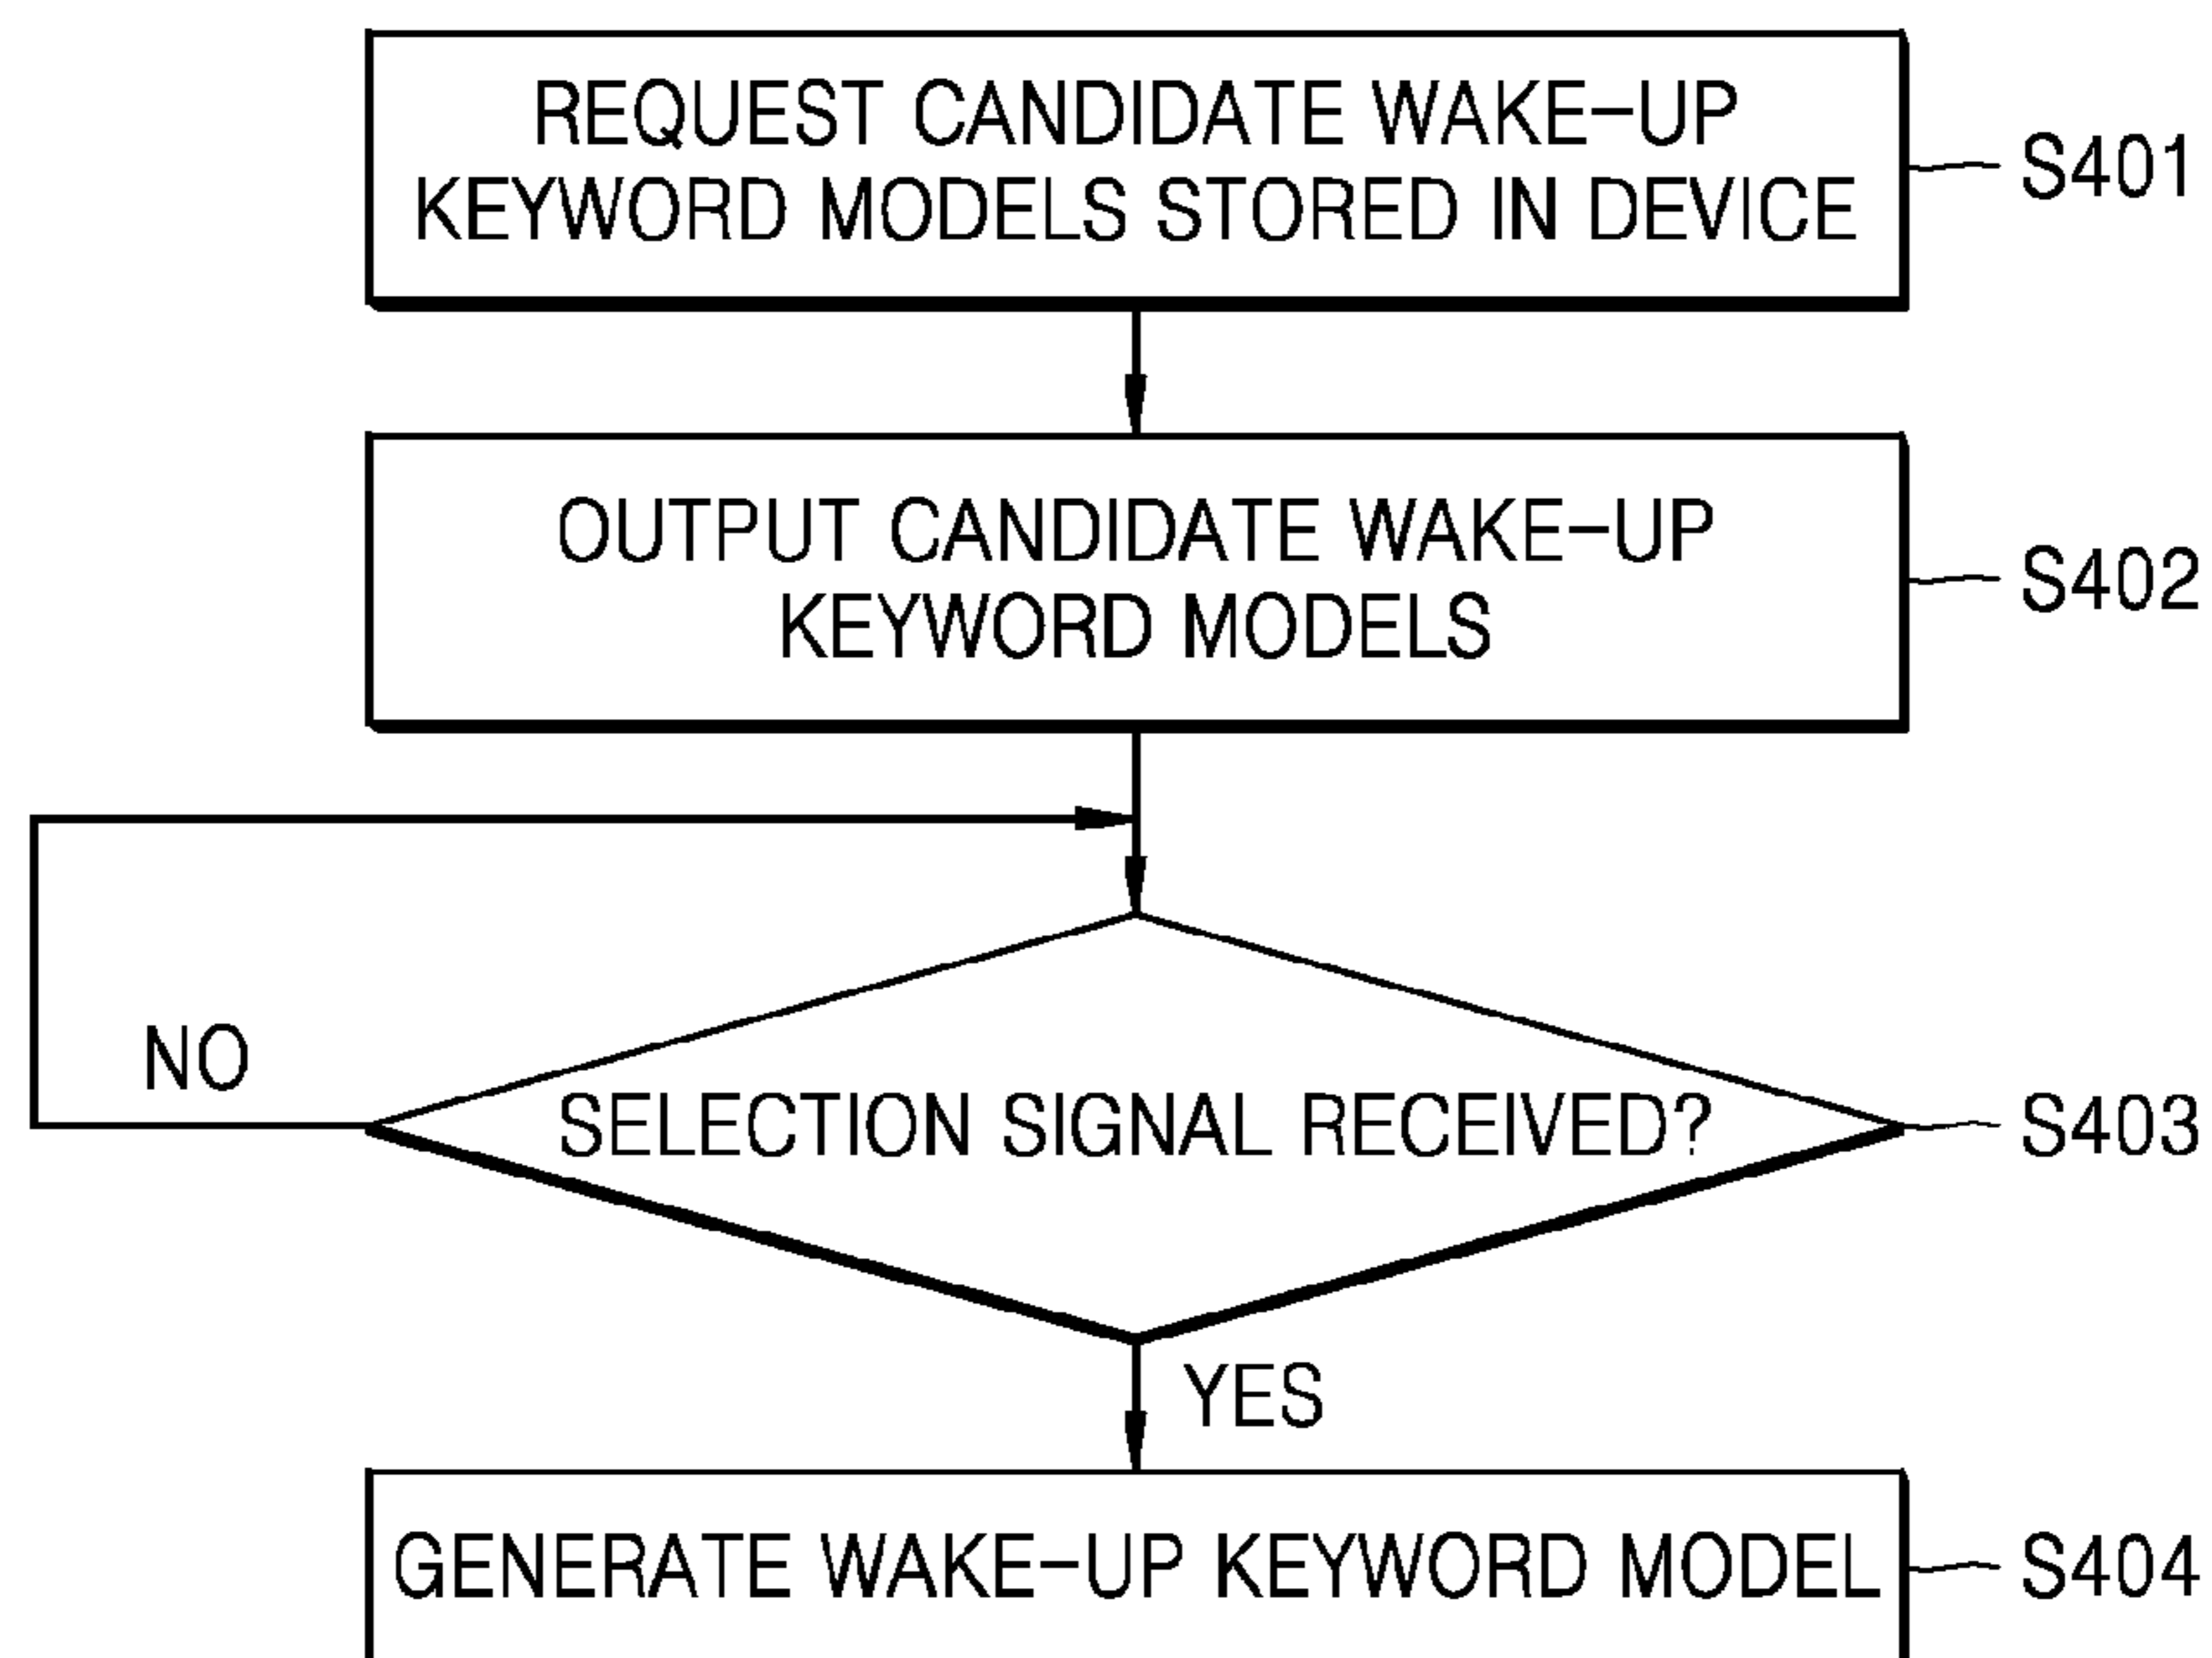 REQUEST CANDIDATE WAKE-UP
KEYWORD MODELS STORED IN DEVICE
S401
OUTPUT CANDIDATE WAKE-UP
KEYWORD MODELS
S402
NO
SELECTION SIGNAL RECEIVED?
S403
YES
GENERATE WAKE-UP KEYWORD MODEL
S404